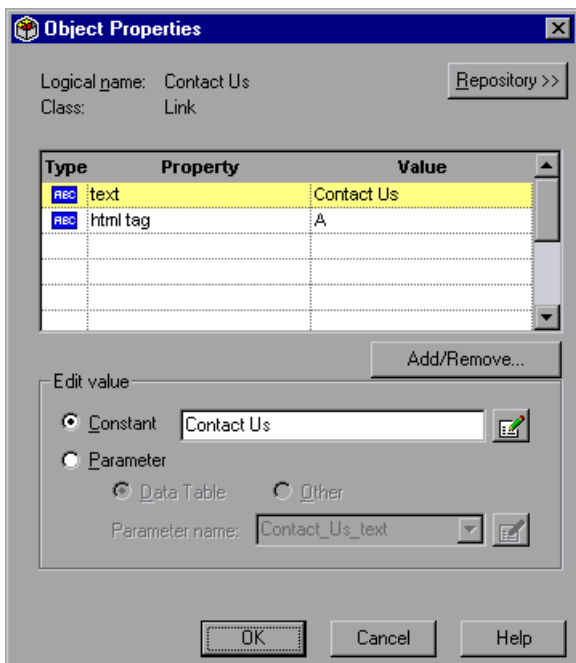 Object Properties
Logical name: Contact Us
Repository >>
Class: Link
Type Property Value
ABC text Contact Us
ABC html tag A
Add/Remove...
Edit value
Constant Contact Us
Parameter
Data Table Other
Parameter name: Contact_Us_text
OK Cancel Help